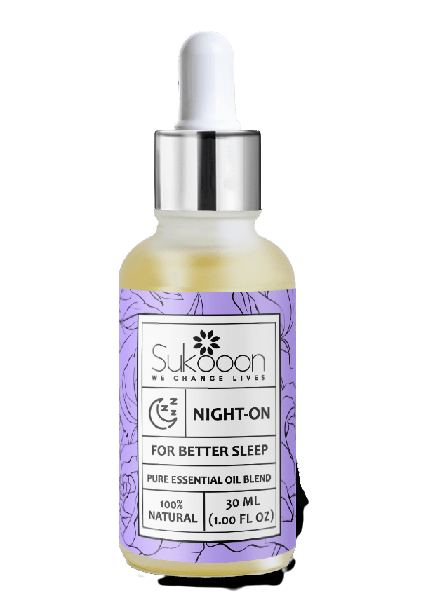 Sukooon
WE CHANGE LIVES
z z z z
NIGHT-ON
FOR BETTER SLEEP
PURE ESSENTIAL OIL BLEND
100%
NATURAL
30 ML
(1.00 FL OZ)